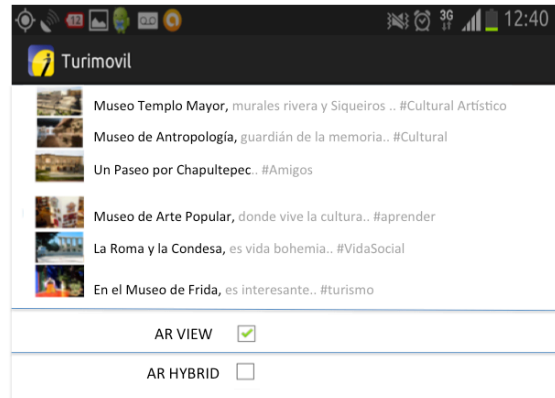 12 3G 12:40
Turimovil
Museo Templo Mayor, murales rivera y Siqueiros .. #Cultural Artístico
Museo de Antropología, guardián de la memoria.. #Cultural
Un Paseo por Chapultepec.. #Amigos
Museo de Arte Popular, donde vive la cultura.. #aprender
La Roma y la Condesa, es vida bohemia.. #VidaSocial
En el Museo de Frida, es interesante.. #turismo
AR VIEW
AR HYBRID